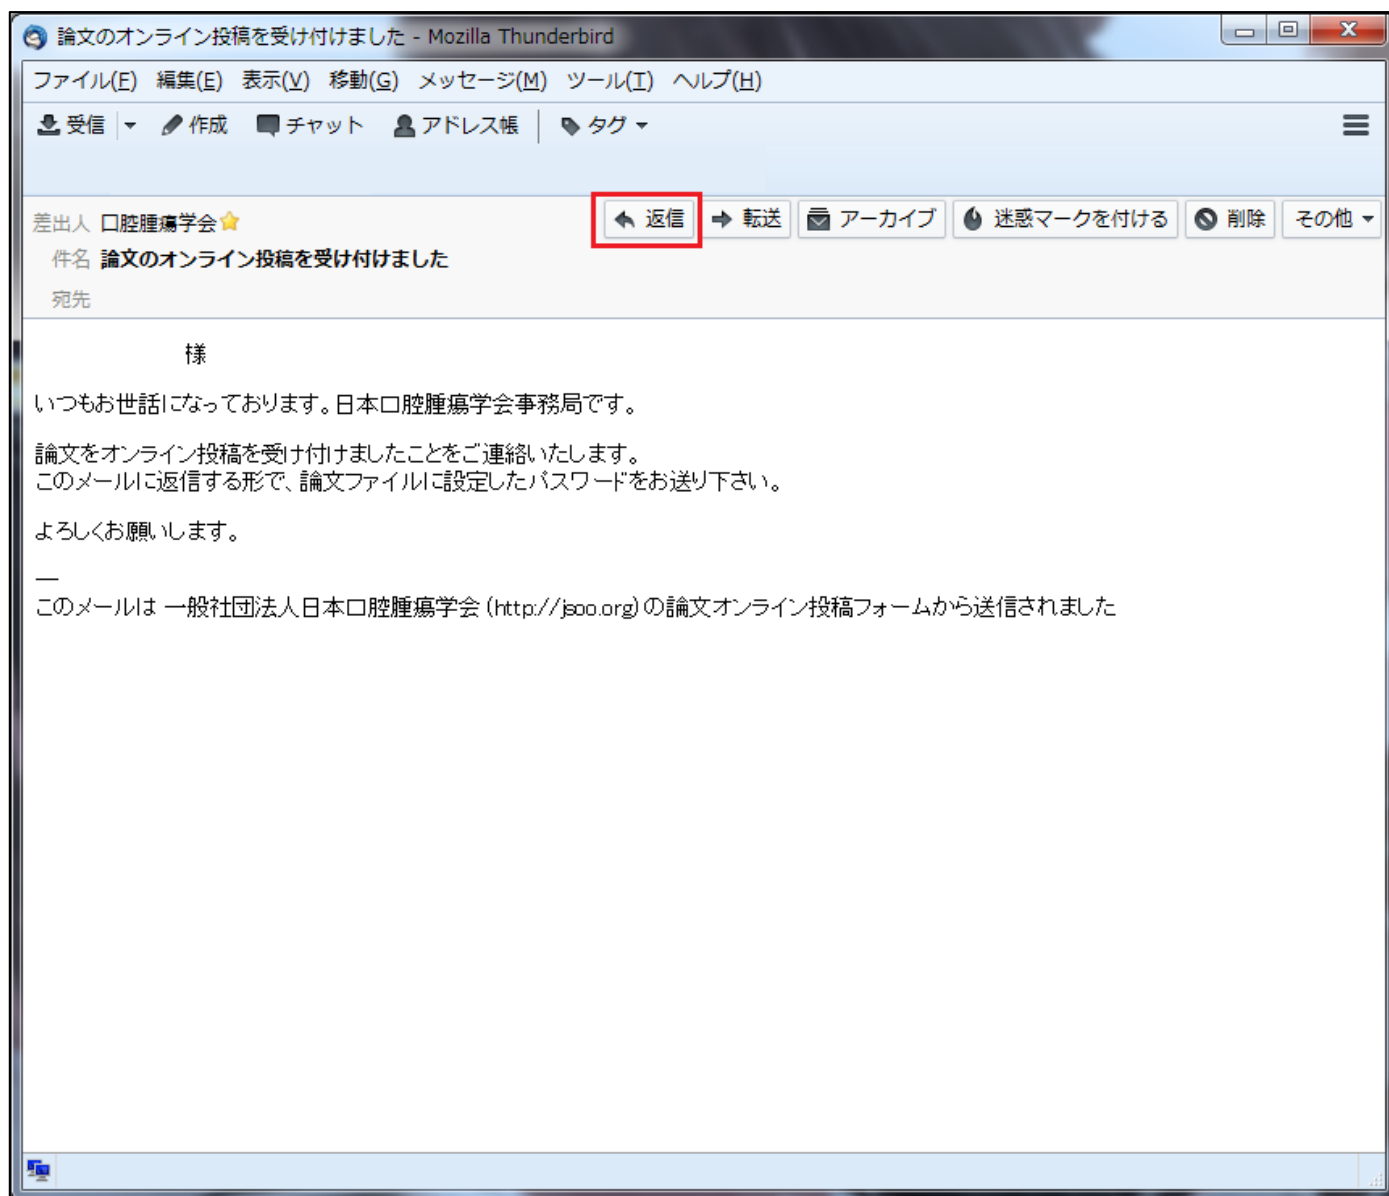 論文のオンライン投稿を受け付けました - Mozilla Thunderbird
ファイル(F) 編集(E) 表示(V) 移動(G) メッセージ(M) ツール(T) ヘルプ(H)
受信 作成 チャット アドレス帳 タグ
差出人 口腔腫瘍学会 返信 転送 アーカイブ 迷惑マークを付ける 削除 その他
件名 論文のオンライン投稿を受け付けました
宛先
様
いつもお世話になっております。日本口腔腫瘍学会事務局です。
論文をオンライン投稿を受け付けましたことをご連絡いたします。
このメールに返信する形で、論文ファイルに設定したパスワードをお送り下さい。
よろしくお願いします。
—
このメールは 一般社団法人日本口腔腫瘍学会 (http://jsoo.org) の論文オンライン投稿フォームから送信されました